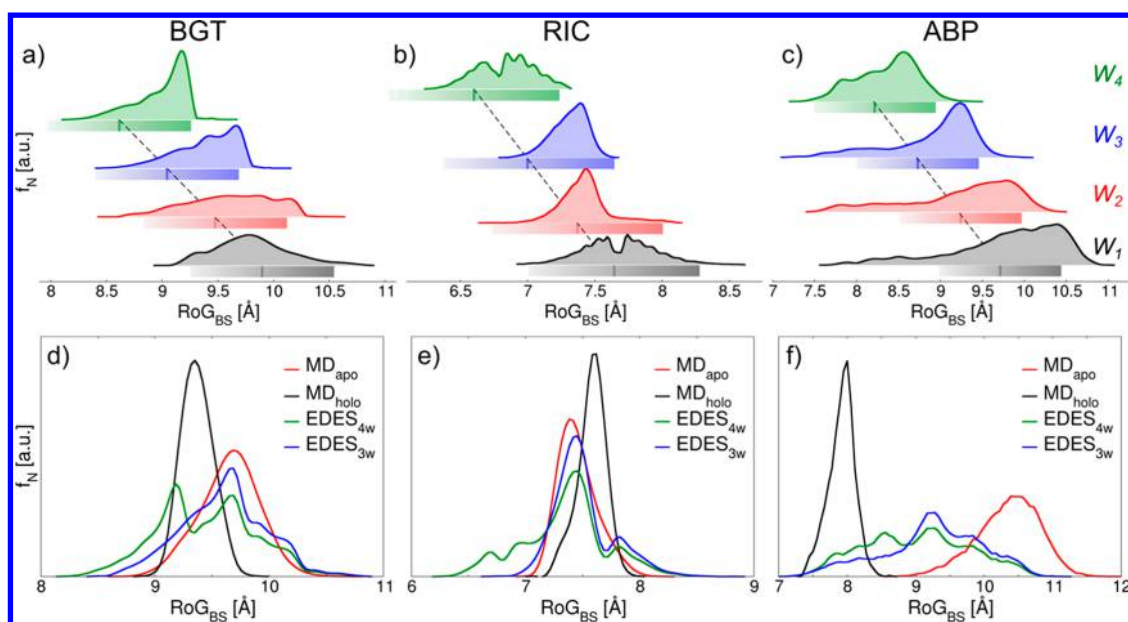 BGT
RIC
ABP
a)
b)
c)
W4
W3
W2
W1
fN [a.u.]
8 8.5 9 9.5 10 10.5 11
6.5 7 7.5 8 8.5
7 7.5 8 8.5 9 9.5 10 10.5 11
RoGBS [Å]
RoGBS [Å]
RoGBS [Å]
d)
MDapo
MDholo
EDES4w
EDES3w
e)
MDapo
MDholo
EDES4w
EDES3w
f)
MDapo
MDholo
EDES4w
EDES3w
fN [a.u.]
8 9 10 11
6 7 8 9
7 8 9 10 11 12
RoGBS [Å]
RoGBS [Å]
RoGBS [Å]